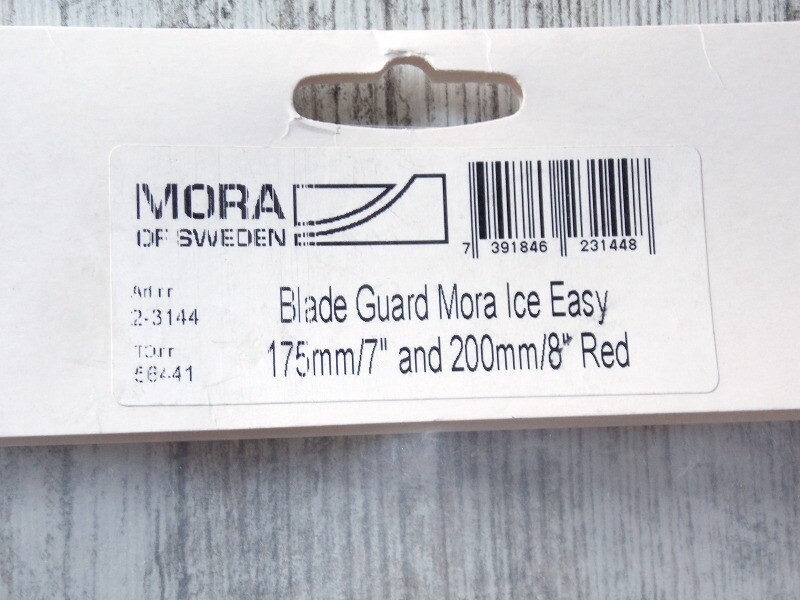 MORA
OF SWEDEN
7 391846 231448
Art.nr
2-3144
Blade Guard Mora Ice Easy
175mm/7" and 200mm/8" Red
TO.nr
56441